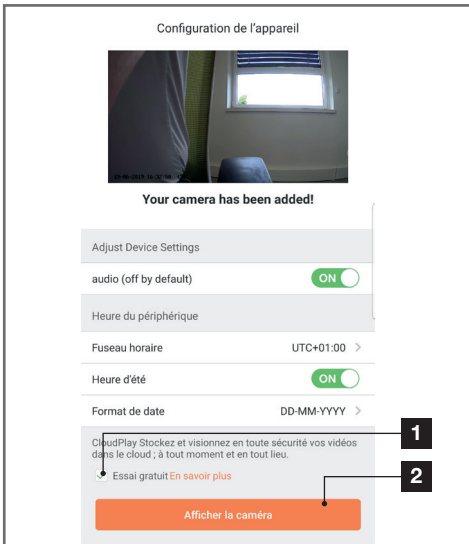 Configuration de l'appareil
Your camera has been added!
Adjust Device Settings
audio (off by default) ON
Heure du périphérique
Fuseau horaire UTC+01:00 >
Heure d'été ON
Format de date DD-MM-YYYY >
1
CloudPlay Stockez et visionnez en toute sécurité vos vidéos
dans le cloud ; à tout moment et en tout lieu.
Essai gratuit En savoir plus
2
Afficher la caméra